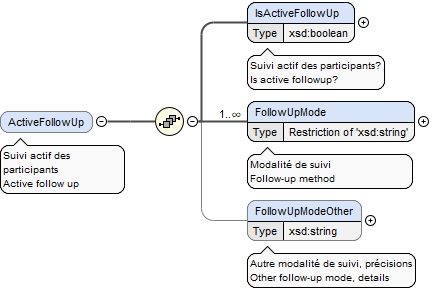 IsActiveFollowUp
Type xsd:boolean
Suivi actif des participants?
Is active followup?
ActiveFollowUp
Suivi actif des
participants
Active follow up
1..∞
FollowUpMode
Type Restriction of 'xsd:string'
Modalité de suivi
Follow-up method
FollowUpModeOther
Type xsd:string
Autre modalité de suivi, précisions
Other follow-up mode, details